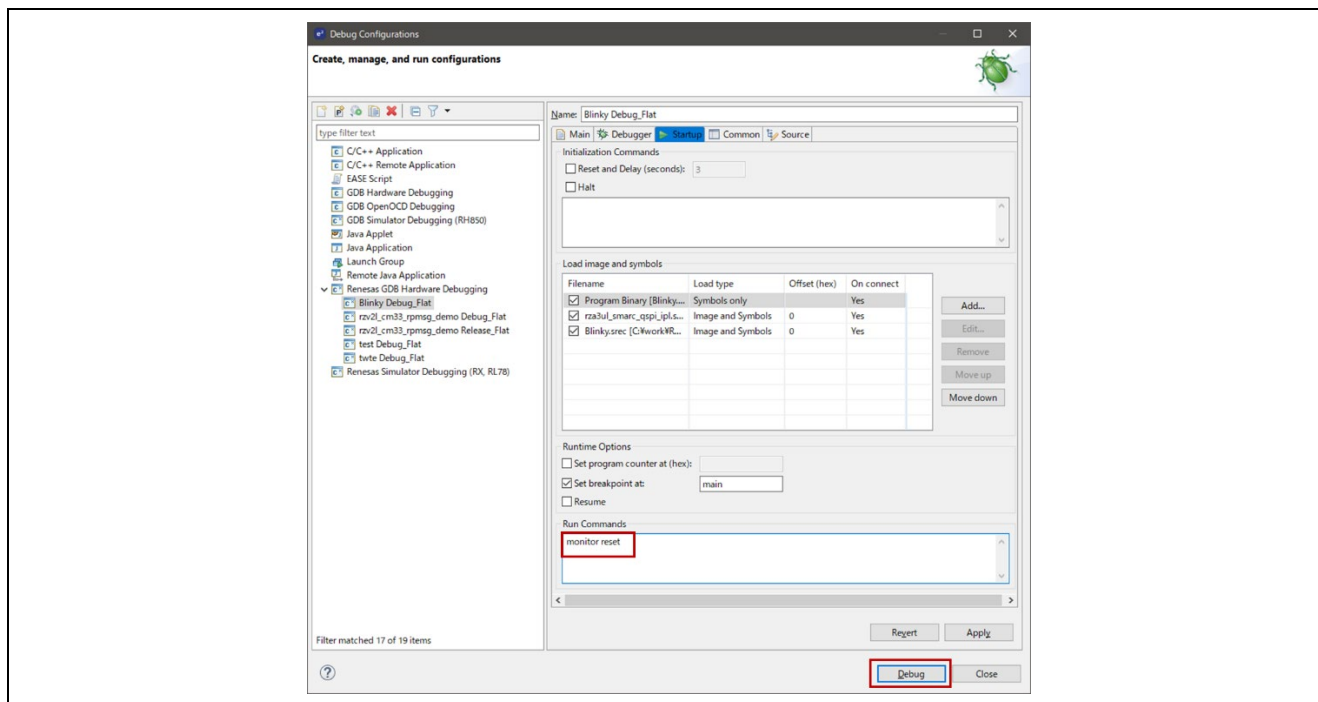 Debug Configurations
Create, manage, and run configurations
type filter text
C/C++ Application
C/C++ Remote Application
EASE Script
GDB Hardware Debugging
GDB OpenOCD Debugging
GDB Simulator Debugging (RH850)
Java Applet
Java Application
Launch Group
Remote Java Application
Renesas GDB Hardware Debugging
Blinky Debug_Flat
rzv2l_cm33_rpmsg_demo Debug_Flat
rzv2l_cm33_rpmsg_demo Release_Flat
test Debug_Flat
twte Debug_Flat
Renesas Simulator Debugging (RX, RL78)
Filter matched 17 of 19 items
Name: Blinky Debug_Flat
Main Debugger Startup Common Source
Initialization Commands
Reset and Delay (seconds): 3
Halt
Load image and symbols
Filename Load type Offset (hex) On connect
Program Binary [Blinky.... Symbols only Yes
rza3ul_smarc_qspi_ipl.s... Image and Symbols 0 Yes
Blinky.srec [C:¥work¥R... Image and Symbols 0 Yes
Add...
Edit...
Remove
Move up
Move down
Runtime Options
Set program counter at (hex):
Set breakpoint at: main
Resume
Run Commands
monitor reset
Revert Apply
? Debug Close